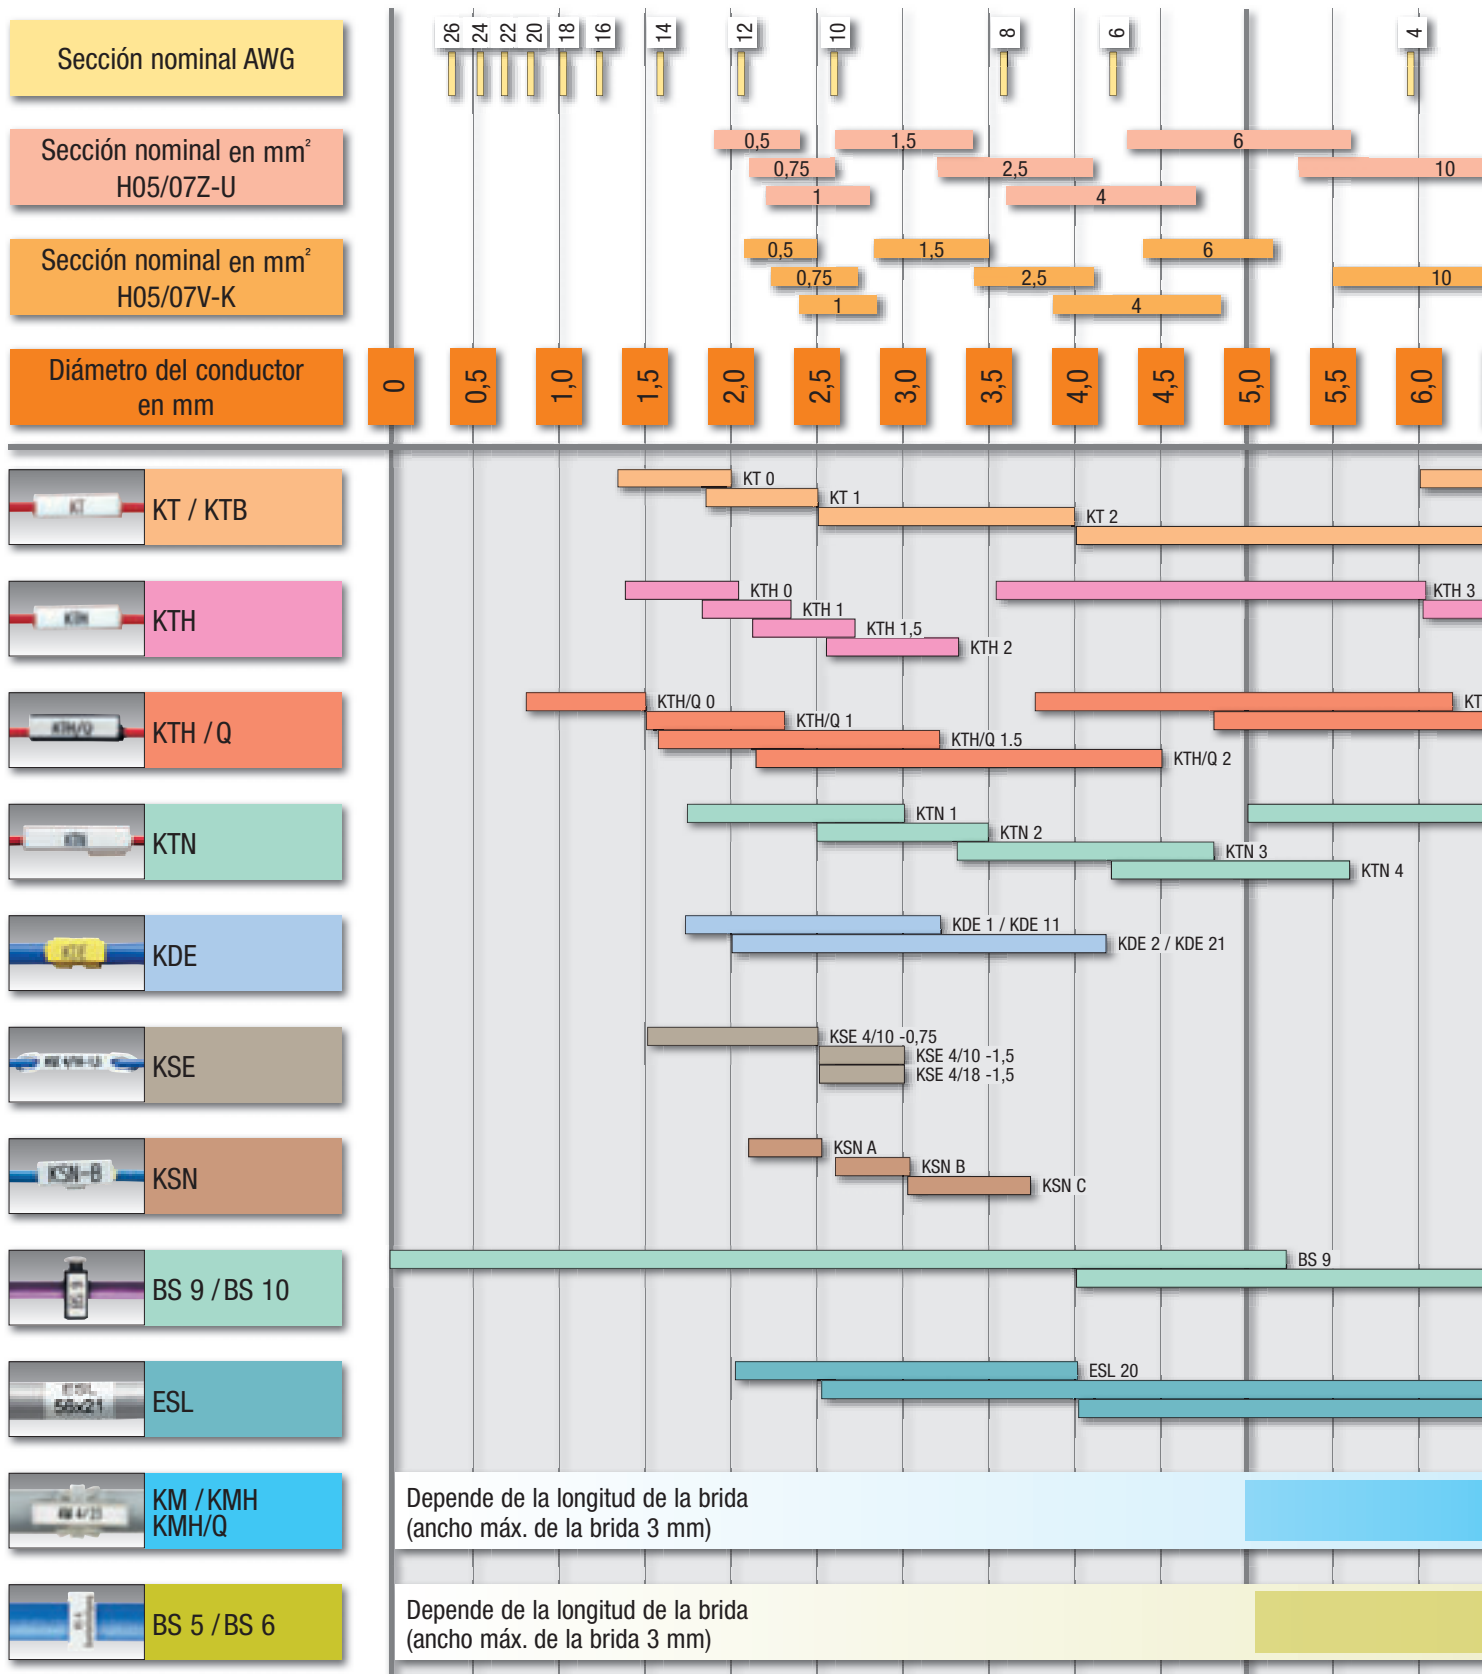 Sección nominal AWG
26 24 22 20 18 16 14 12 10 8 6 4
Sección nominal en mm²
H05/07Z-U
0,5 1,5 6
0,75 2,5 10
1 4
Sección nominal en mm²
H05/07V-K
0,5 1,5 6
0,75 2,5 10
1 4
Diámetro del conductor
en mm
0 0,5 1,0 1,5 2,0 2,5 3,0 3,5 4,0 4,5 5,0 5,5 6,0
KT
KT / KTB
KT 0
KT 1
KT 2
KTH
KTH
KTH 0 KTH 3
KTH 1
KTH 1,5
KTH 2
KTH/Q
KTH / Q
KTH/Q 0 KT
KTH/Q 1
KTH/Q 1.5
KTH/Q 2
KTN
KTN
KTN 1
KTN 2
KTN 3
KTN 4
KDE
KDE
KDE 1 / KDE 11
KDE 2 / KDE 21
KSE
KSE 4/10 -0,75
KSE 4/10 -1,5
KSE 4/18 -1,5
KSN-B
KSN
KSN A
KSN B
KSN C
BS 9 / BS 10
BS 9
ESL
56x21
ESL
ESL 20
KM / KMH
KMH/Q
Depende de la longitud de la brida
(ancho máx. de la brida 3 mm)
BS 5 / BS 6
Depende de la longitud de la brida
(ancho máx. de la brida 3 mm)